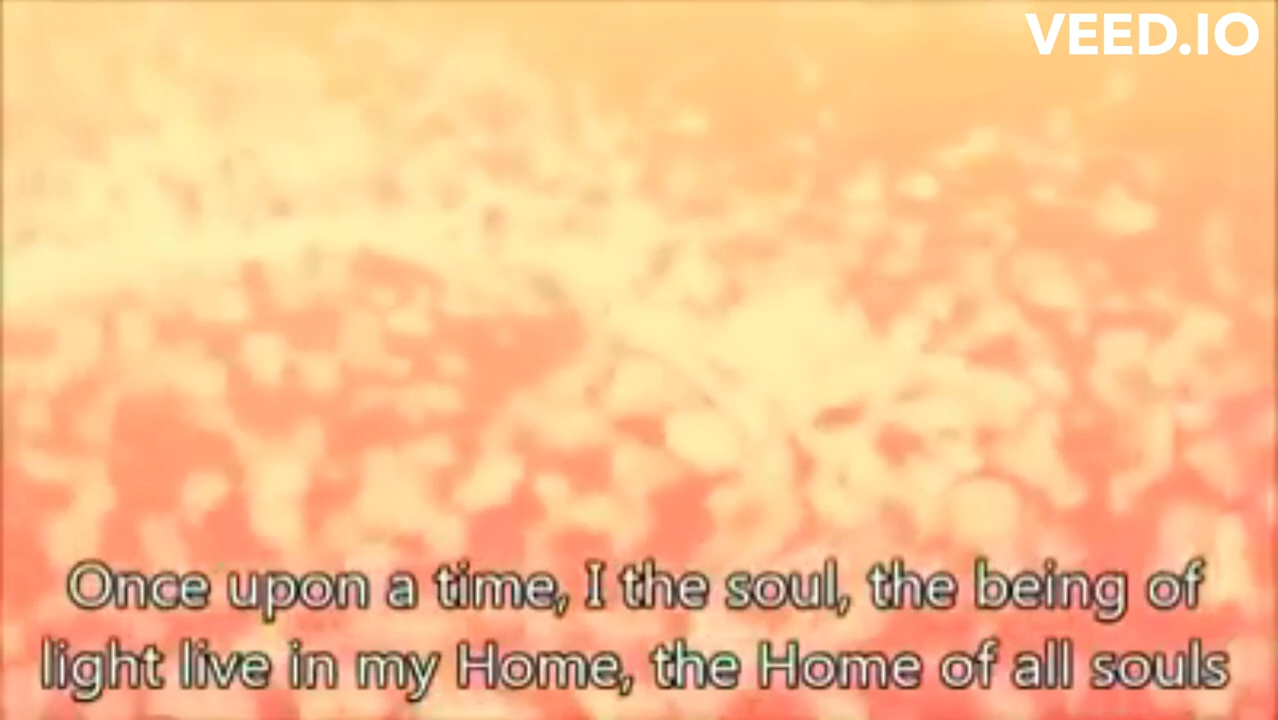 VEED.IO
Once upon a time, I the soul, the being of
light live in my Home, the Home of all souls